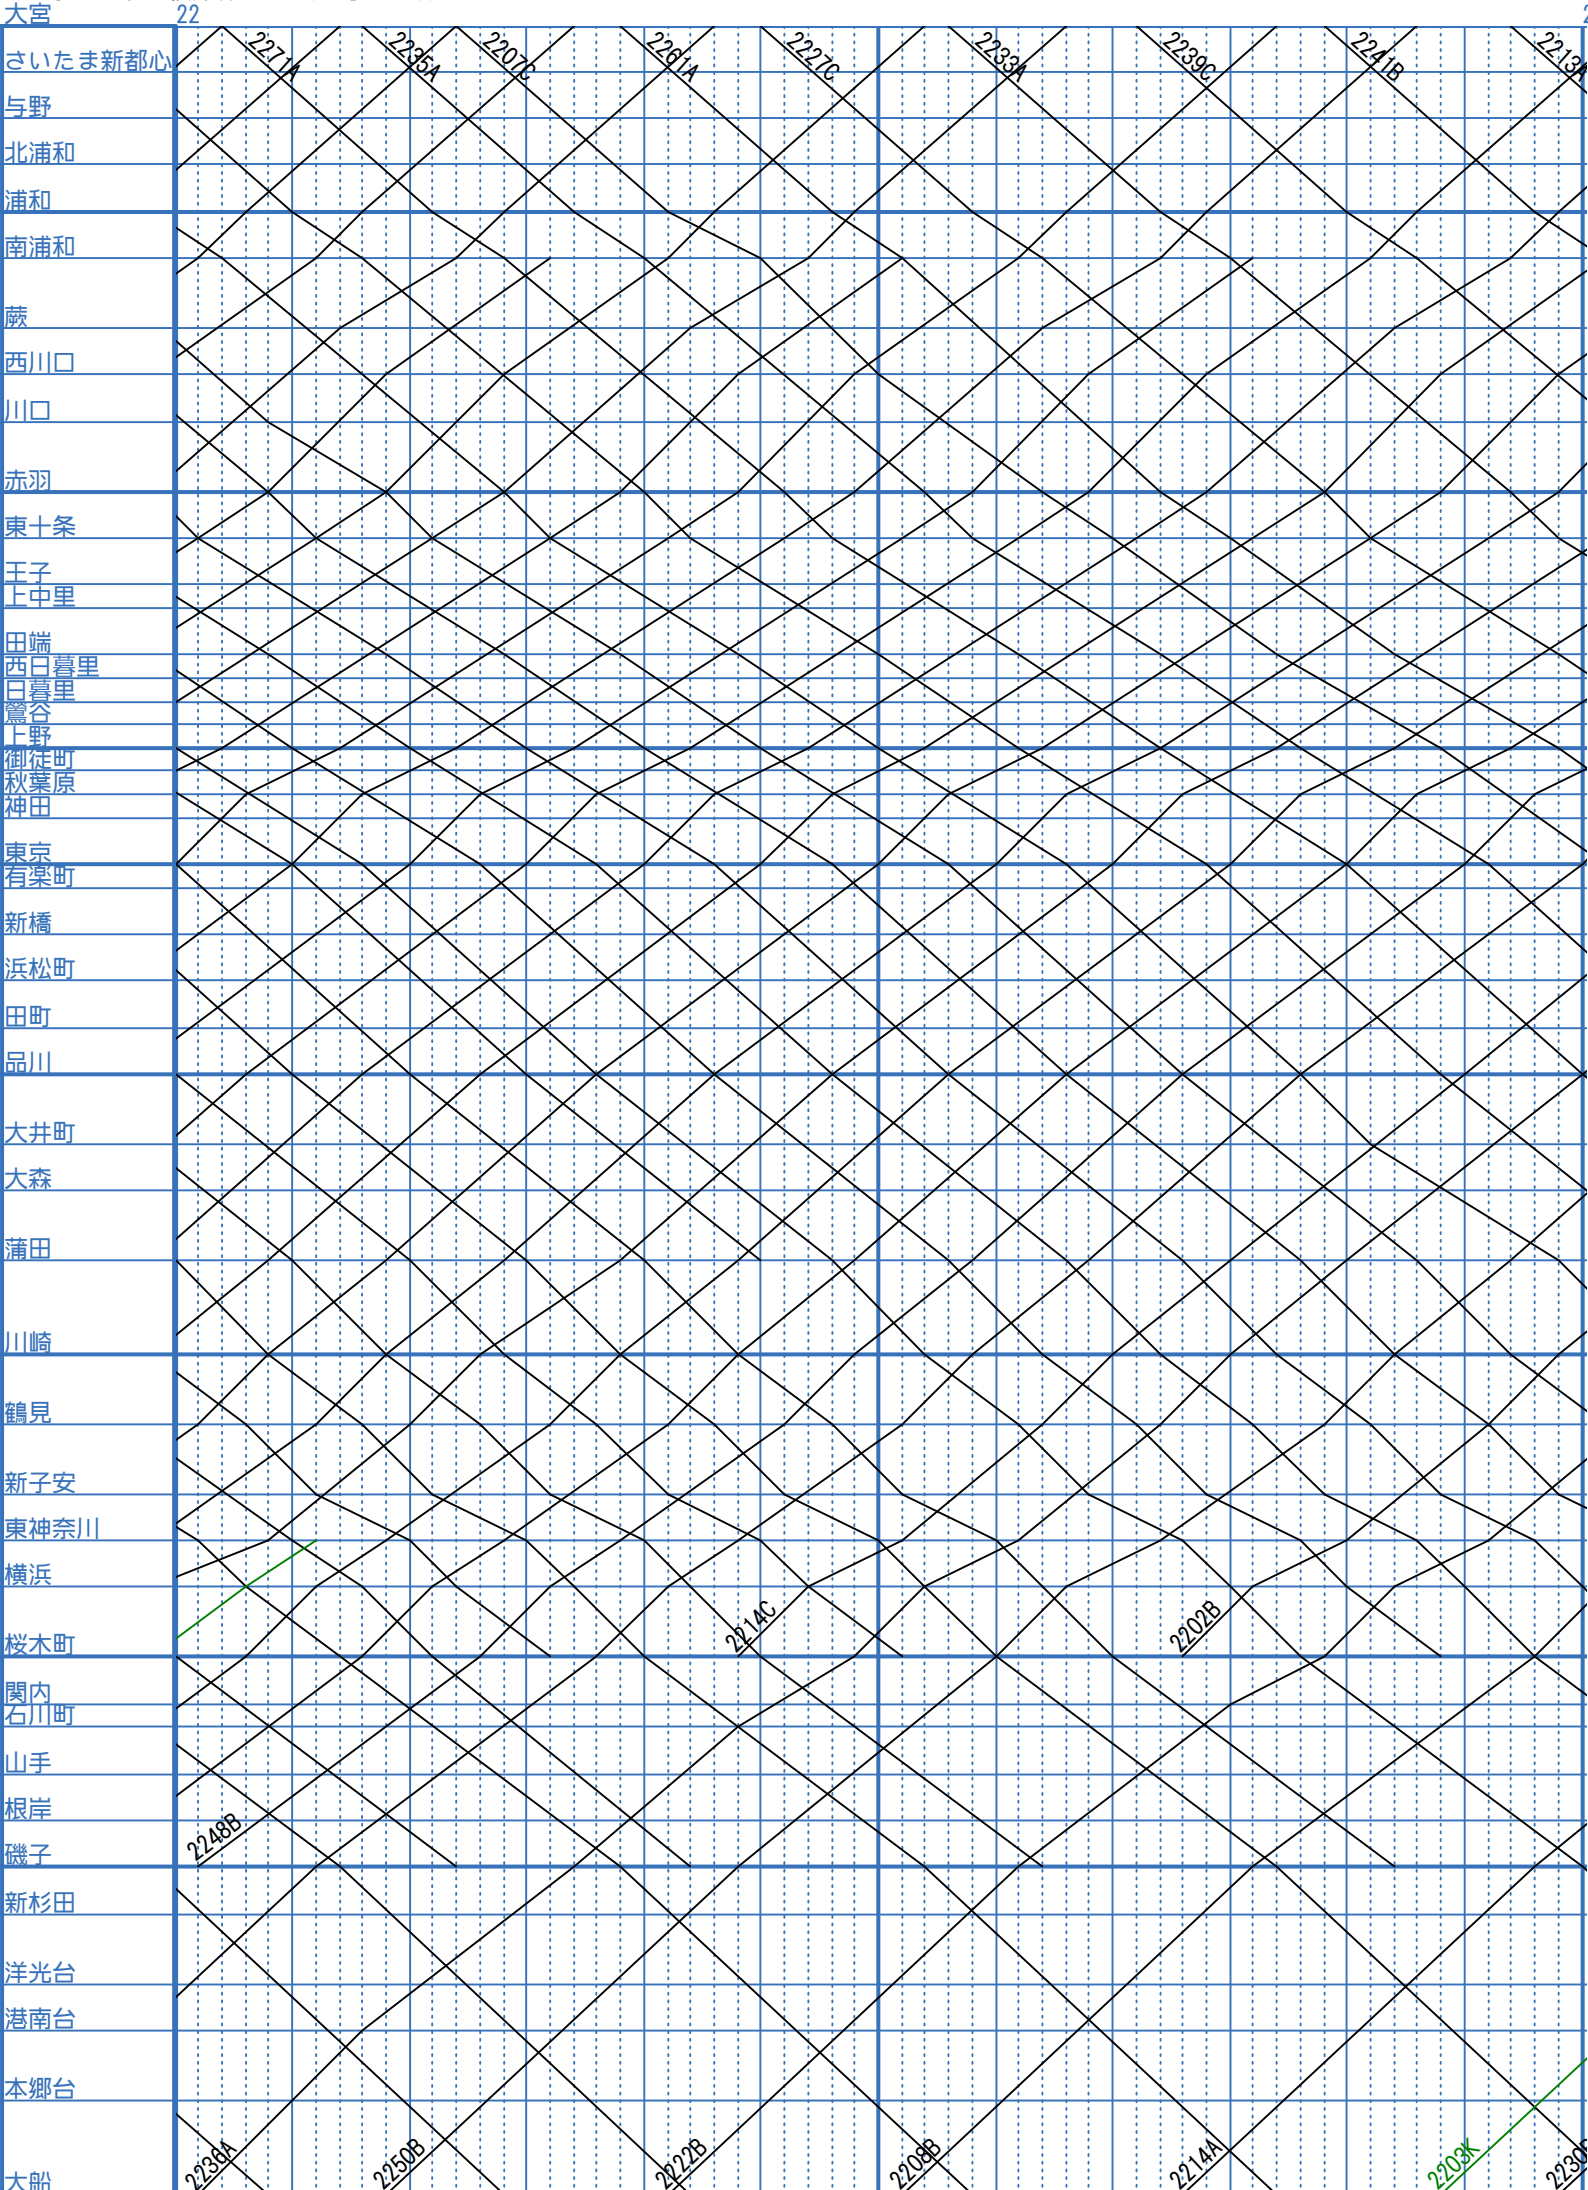 大宮
22
さいたま新都心
2271A
2235A
2207C
2261A
2227C
2233A
2239C
2241B
2213A
与野
北浦和
浦和
南浦和
蕨
西川口
川口
赤羽
東十条
王子
上中里
田端
西日暮里
日暮里
鶯谷
上野
御徒町
秋葉原
神田
東京
有楽町
新橋
浜松町
田町
品川
大井町
大森
蒲田
川崎
鶴見
新子安
東神奈川
横浜
桜木町
2214C
2202B
関内
石川町
山手
根岸
磯子
2248B
新杉田
洋光台
港南台
本郷台
大船
2236A
2250B
2222B
2208B
2214A
2203K